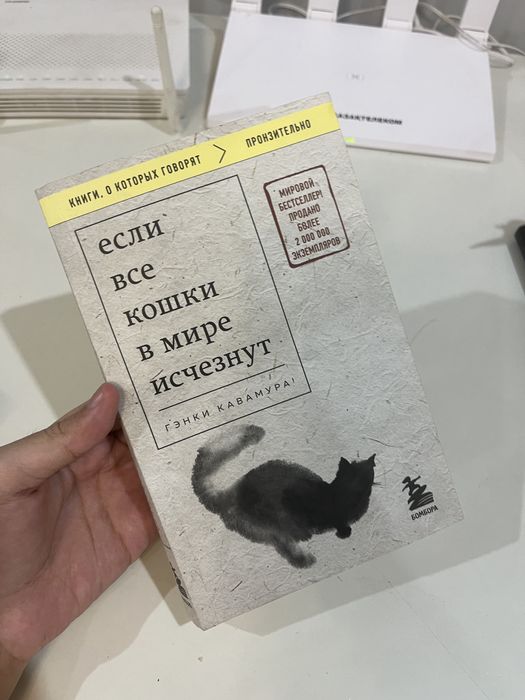 КАЗАКТЕЛЕКОМ
КНИГИ, О КОТОРЫХ ГОВОРЯТ > ПРОНЗИТЕЛЬНО
МИРОВОЙ
БЕСТСЕЛЛЕР!
ПРОДАНО
БОЛЕЕ
2 000 000
ЭКЗЕМПЛЯРОВ
если
все
кошки
в мире
исчезнут
ГЭНКИ КАВАМУРА!
БОМБОРА